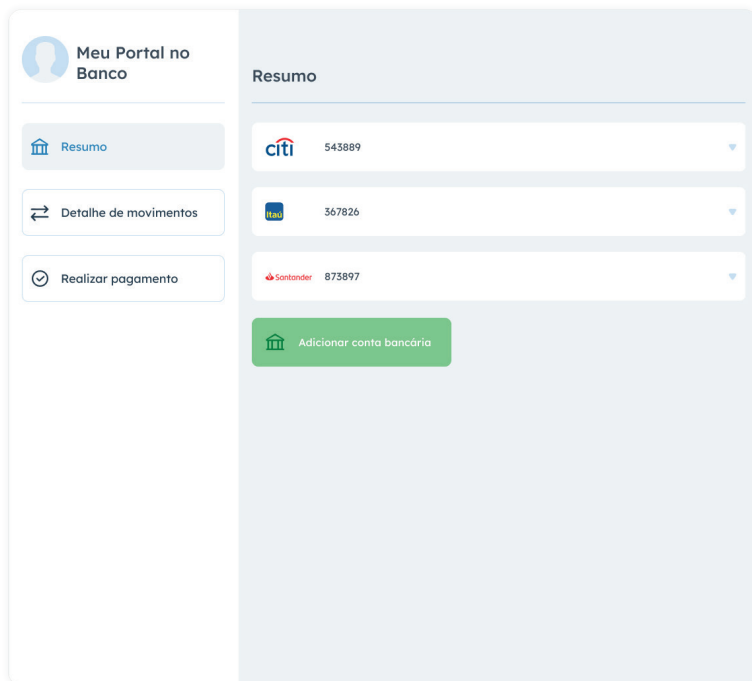 Meu Portal no
Banco
Resumo
Detalhe de movimentos
Realizar pagamento
Resumo
citi 543889
Itaú 367826
Santander 873897
Adicionar conta bancária